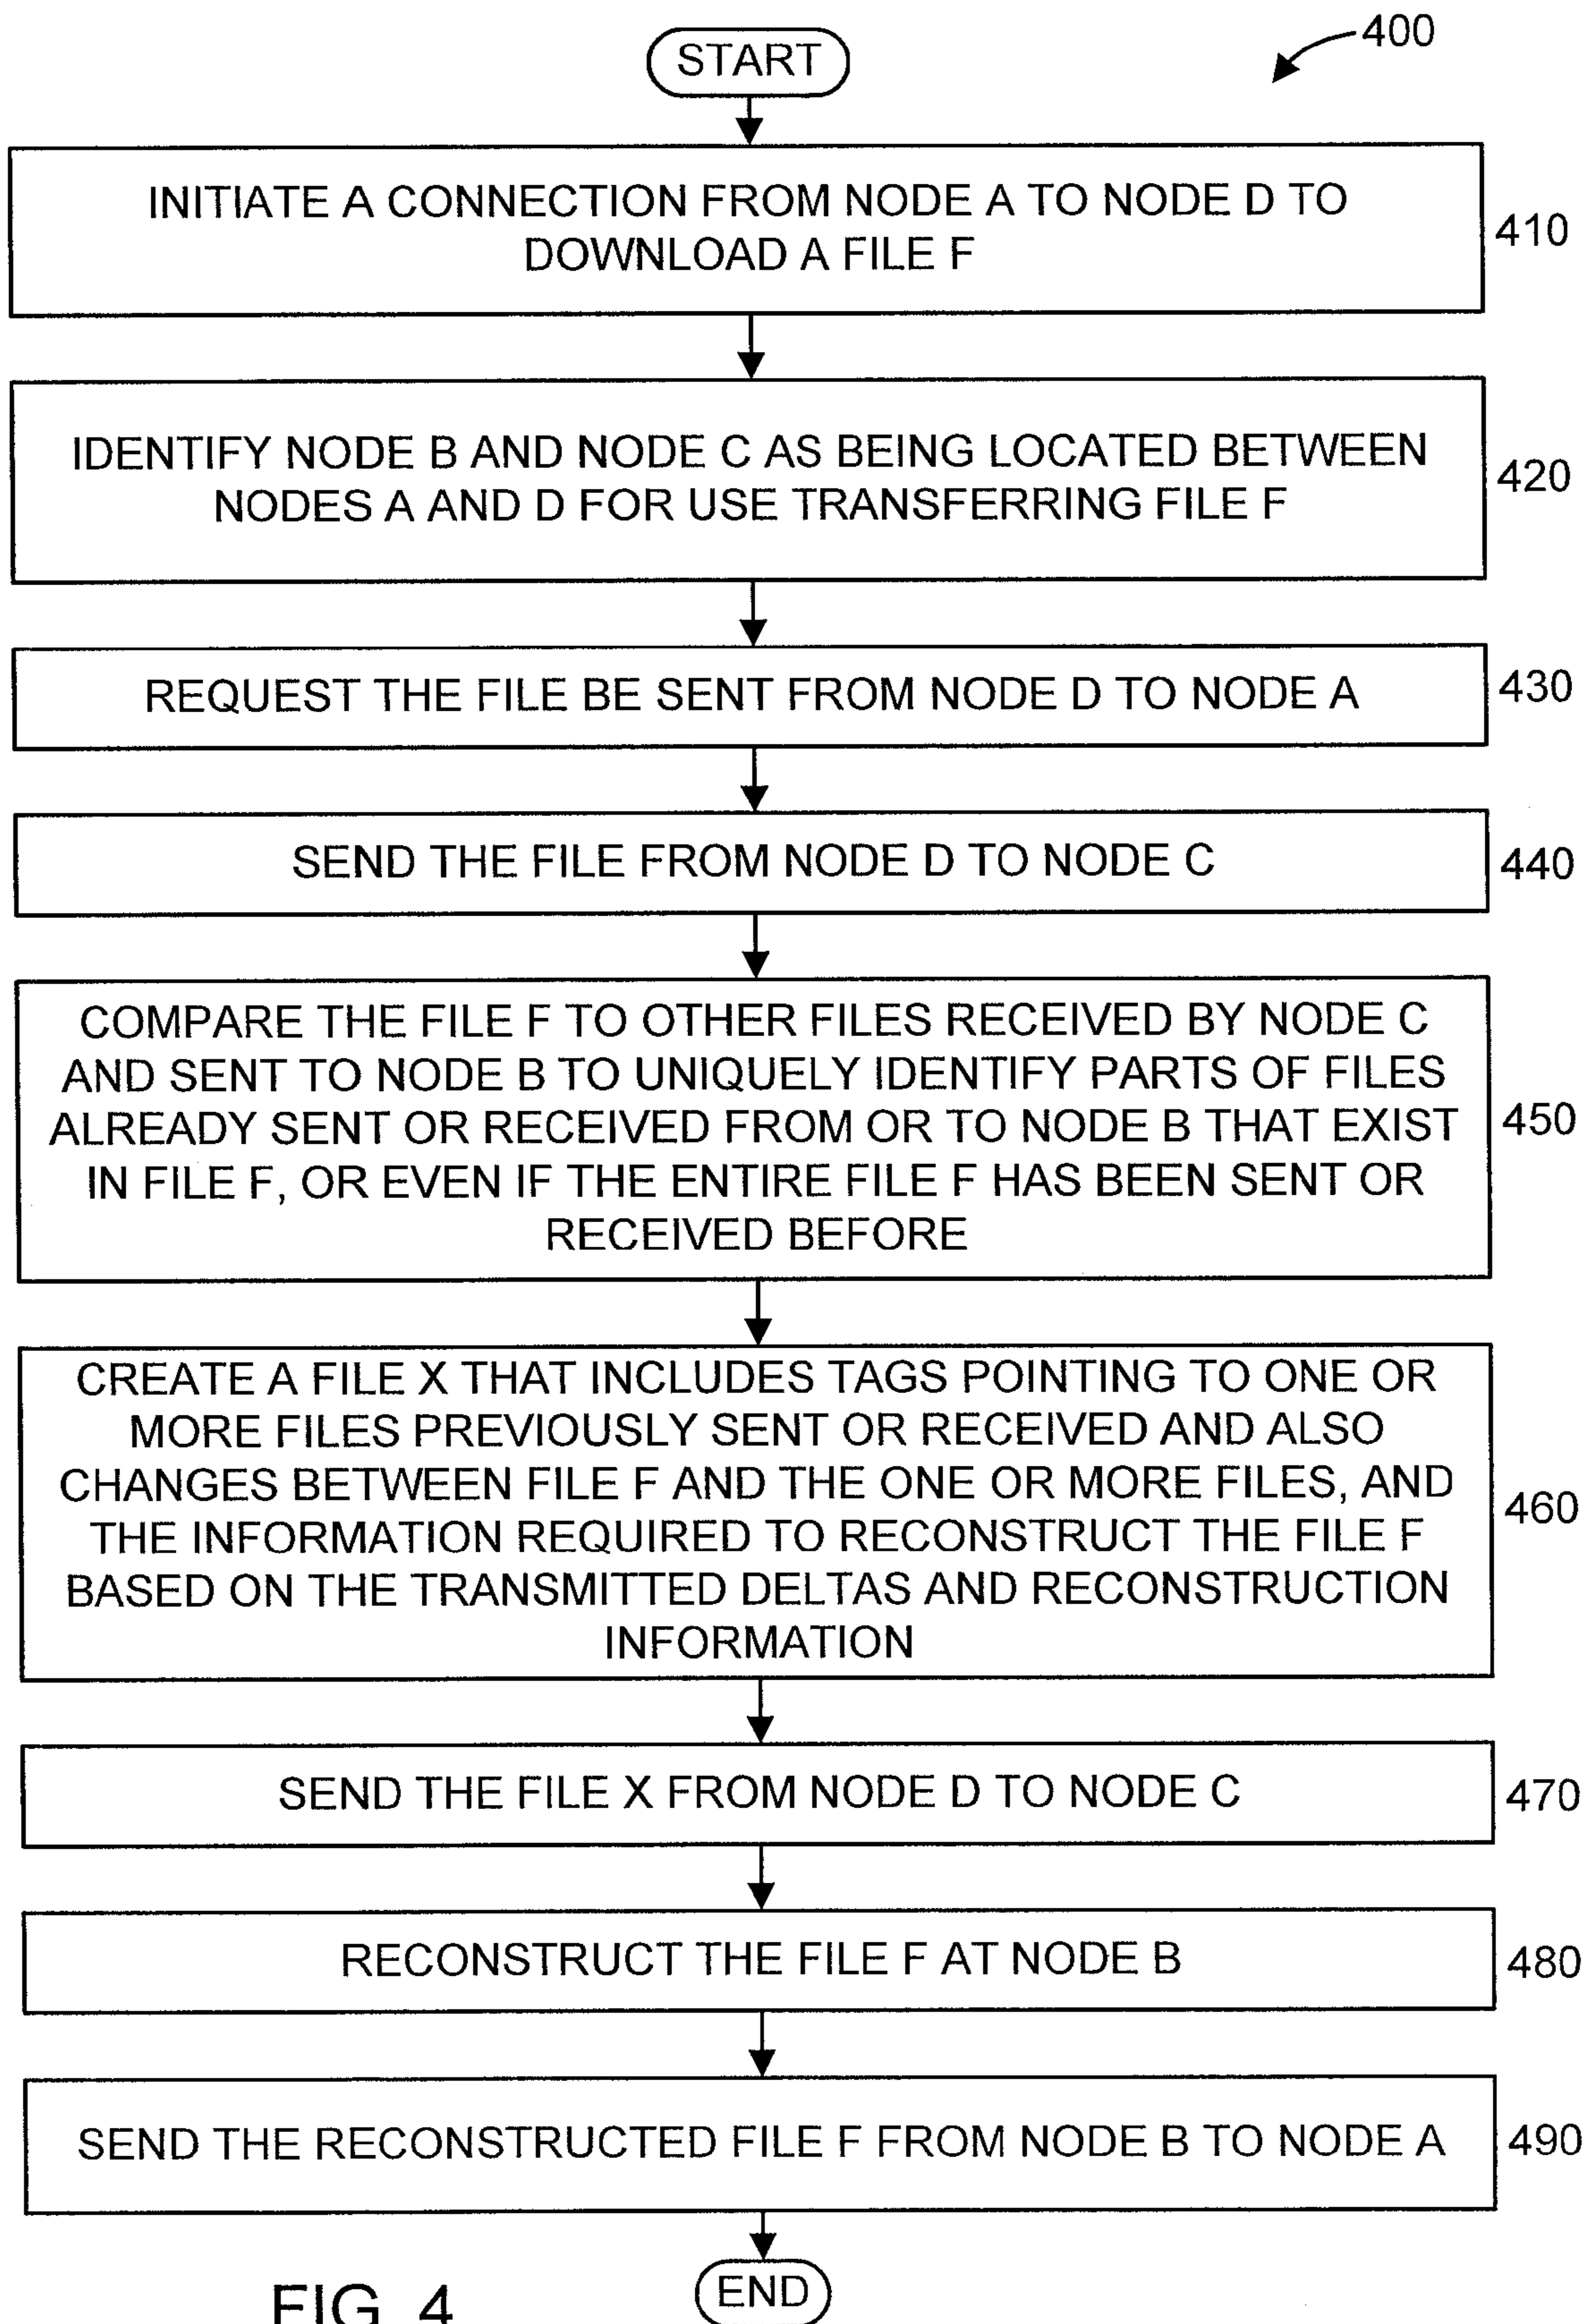 400
START
INITIATE A CONNECTION FROM NODE A TO NODE D TO
DOWNLOAD A FILE F
410
IDENTIFY NODE B AND NODE C AS BEING LOCATED BETWEEN
NODES A AND D FOR USE TRANSFERRING FILE F
420
REQUEST THE FILE BE SENT FROM NODE D TO NODE A
430
SEND THE FILE FROM NODE D TO NODE C
440
COMPARE THE FILE F TO OTHER FILES RECEIVED BY NODE C
AND SENT TO NODE B TO UNIQUELY IDENTIFY PARTS OF FILES
ALREADY SENT OR RECEIVED FROM OR TO NODE B THAT EXIST
IN FILE F, OR EVEN IF THE ENTIRE FILE F HAS BEEN SENT OR
RECEIVED BEFORE
450
CREATE A FILE X THAT INCLUDES TAGS POINTING TO ONE OR
MORE FILES PREVIOUSLY SENT OR RECEIVED AND ALSO
CHANGES BETWEEN FILE F AND THE ONE OR MORE FILES, AND
THE INFORMATION REQUIRED TO RECONSTRUCT THE FILE F
BASED ON THE TRANSMITTED DELTAS AND RECONSTRUCTION
INFORMATION
460
SEND THE FILE X FROM NODE D TO NODE C
470
RECONSTRUCT THE FILE F AT NODE B
480
SEND THE RECONSTRUCTED FILE F FROM NODE B TO NODE A
490
END
FIG. 4